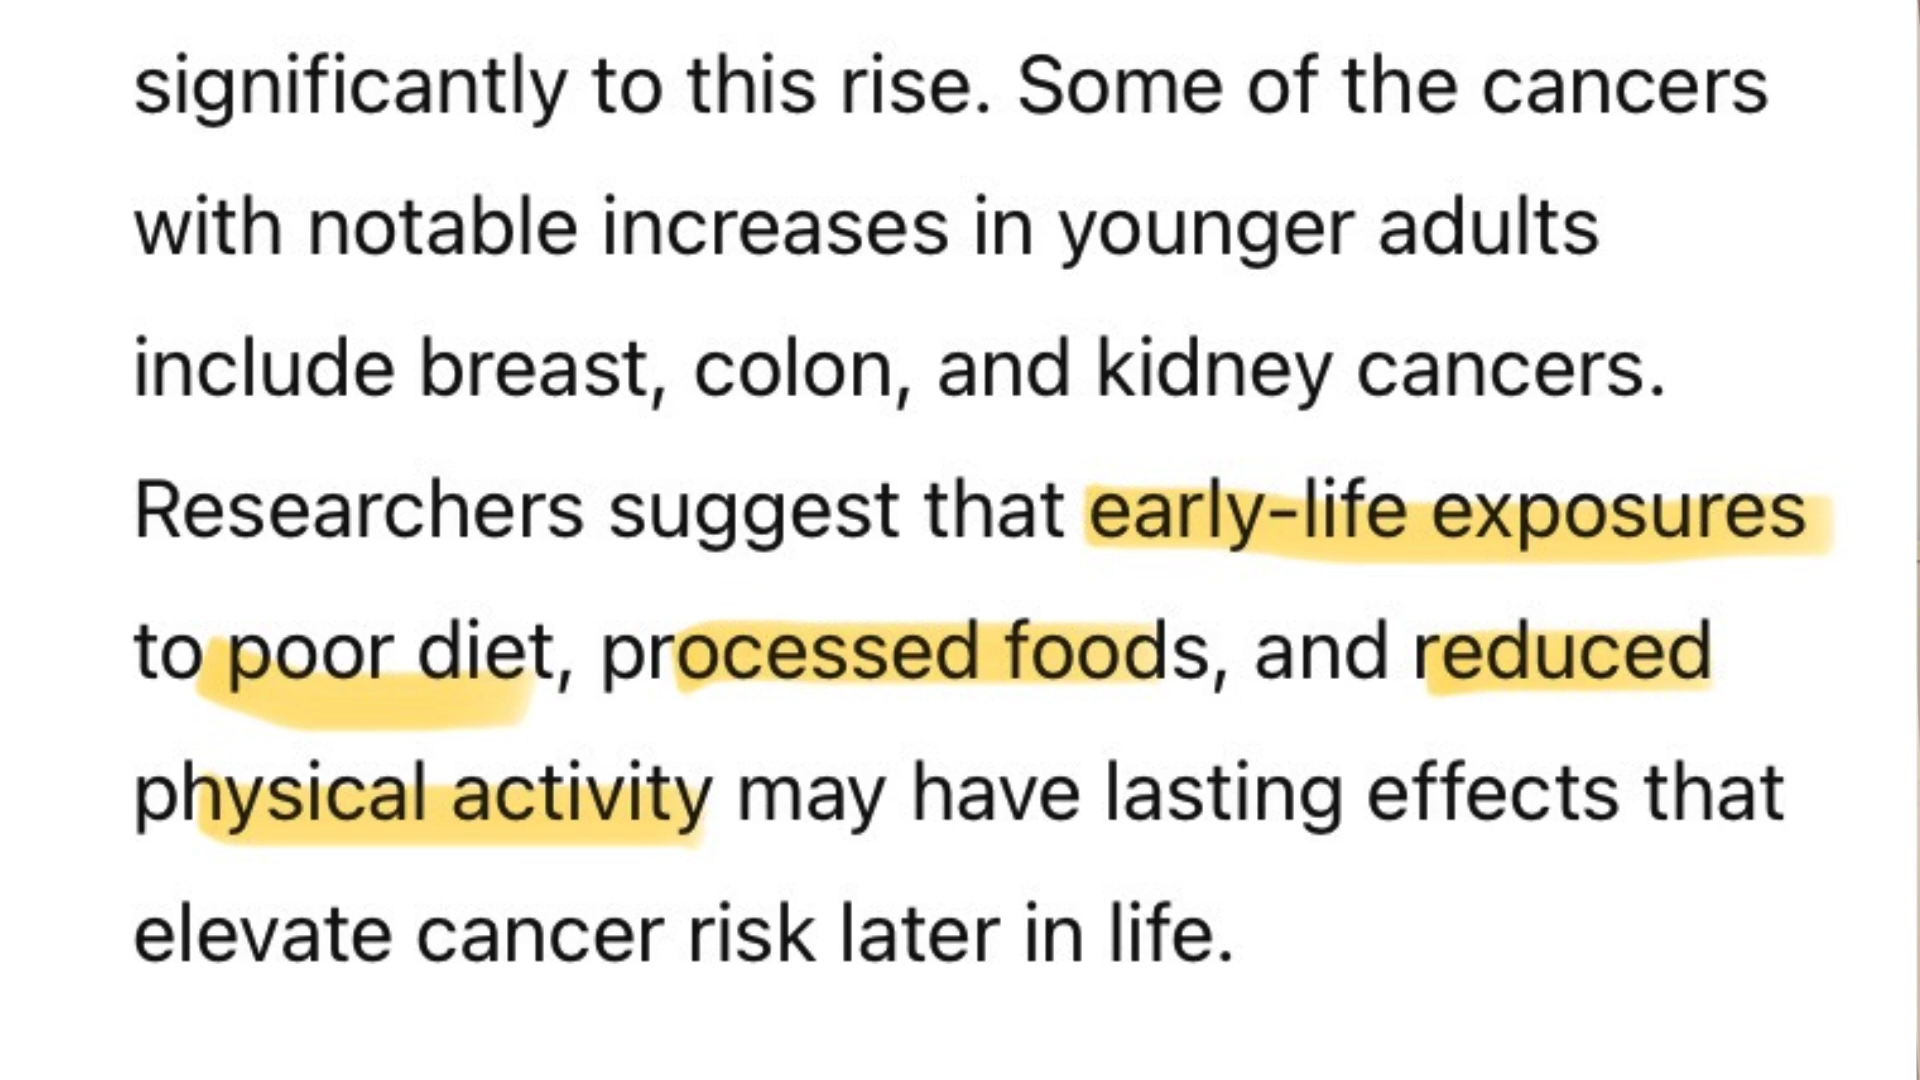 significantly to this rise. Some of the cancers
with notable increases in younger adults
include breast, colon, and kidney cancers.
Researchers suggest that early-life exposures
to poor diet, processed foods, and reduced
physical activity may have lasting effects that
elevate cancer risk later in life.